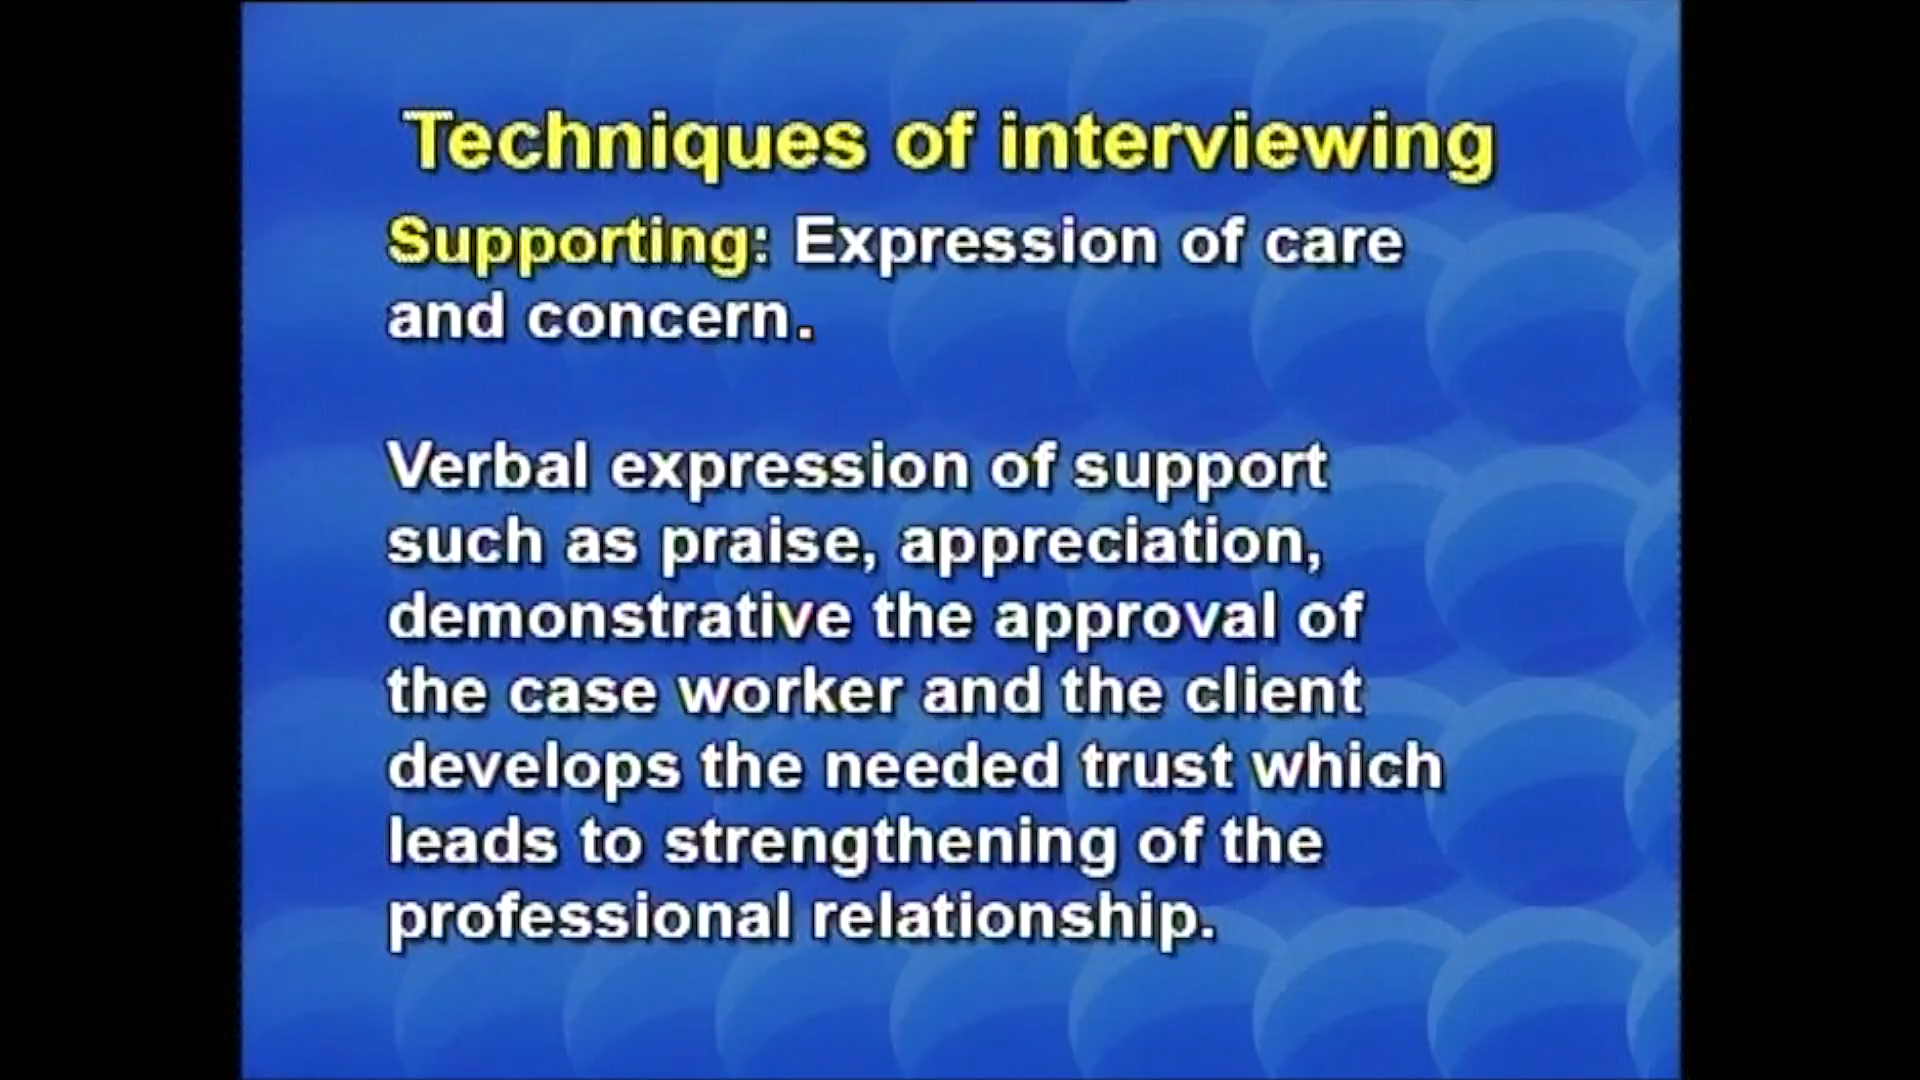 Techniques of interviewing
Supporting: Expression of care
and concern.
Verbal expression of support
such as praise, appreciation,
demonstrative the approval of
the case worker and the client
develops the needed trust which
leads to strengthening of the
professional relationship.